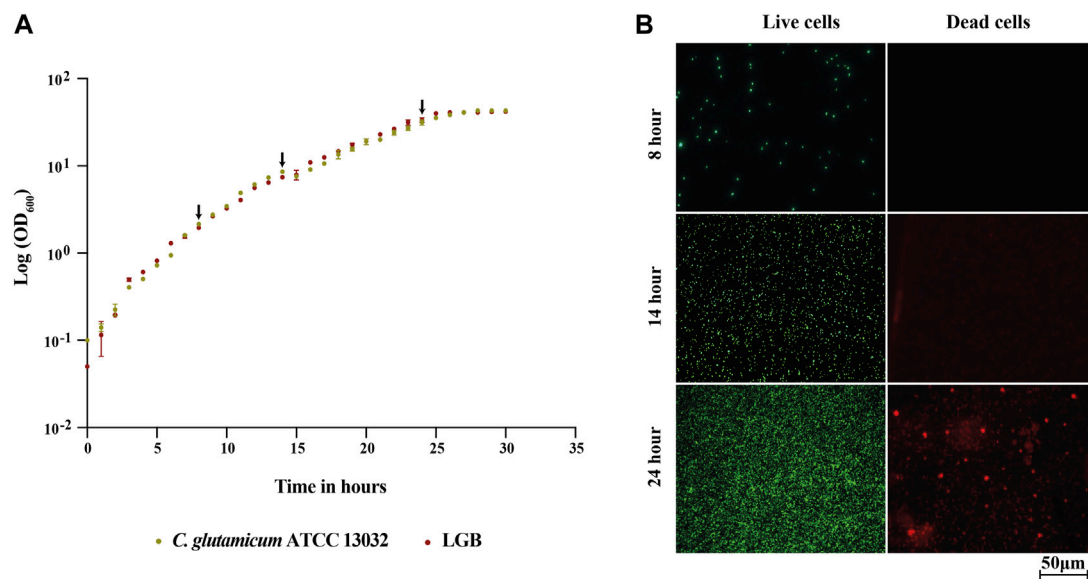 A
Log (OD600)
10²
10¹
10⁰
10⁻¹
10⁻²
0 5 10 15 20 25 30 35
Time in hours
C. glutamicum ATCC 13032 LGB
B
Live cells Dead cells
8 hour
14 hour
24 hour
50μm